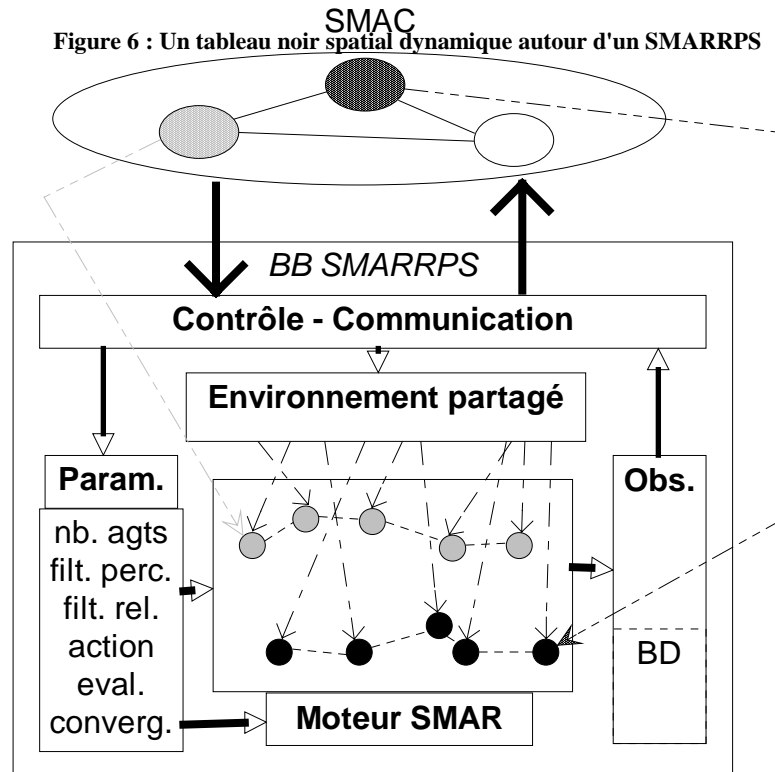 SMAC
Figure 6 : Un tableau noir spatial dynamique autour d'un SMARRPS
BB SMARRPS
Contrôle - Communication
Environnement partagé
Param.
nb. agts
filt. perc.
filt. rel.
action
eval.
converg.
Moteur SMAR
Obs.
BD